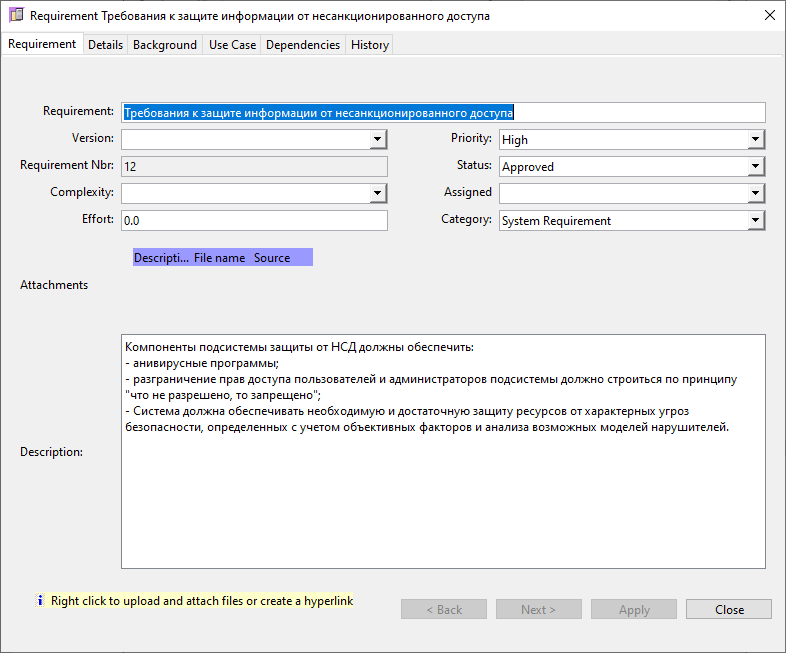 Requirement Требования к защите информации от несанкционированного доступа
Requirement Details Background Use Case Dependencies History
Requirement: Требования к защите информации от несанкционированного доступа
Version: Priority: High
Requirement Nbr: 12 Status: Approved
Complexity: Assigned
Effort: 0.0 Category: System Requirement
Descripti... File name Source
Attachments
Компоненты подсистемы защиты от НСД должны обеспечить:
- анивирусные программы;
- разграничение прав доступа пользователей и администраторов подсистемы должно строиться по принципу
"что не разрешено, то запрещено";
- Система должна обеспечивать необходимую и достаточную защиту ресурсов от характерных угроз
безопасности, определенных с учетом объективных факторов и анализа возможных моделей нарушителей.
Description:
i Right click to upload and attach files or create a hyperlink
< Back Next > Apply Close